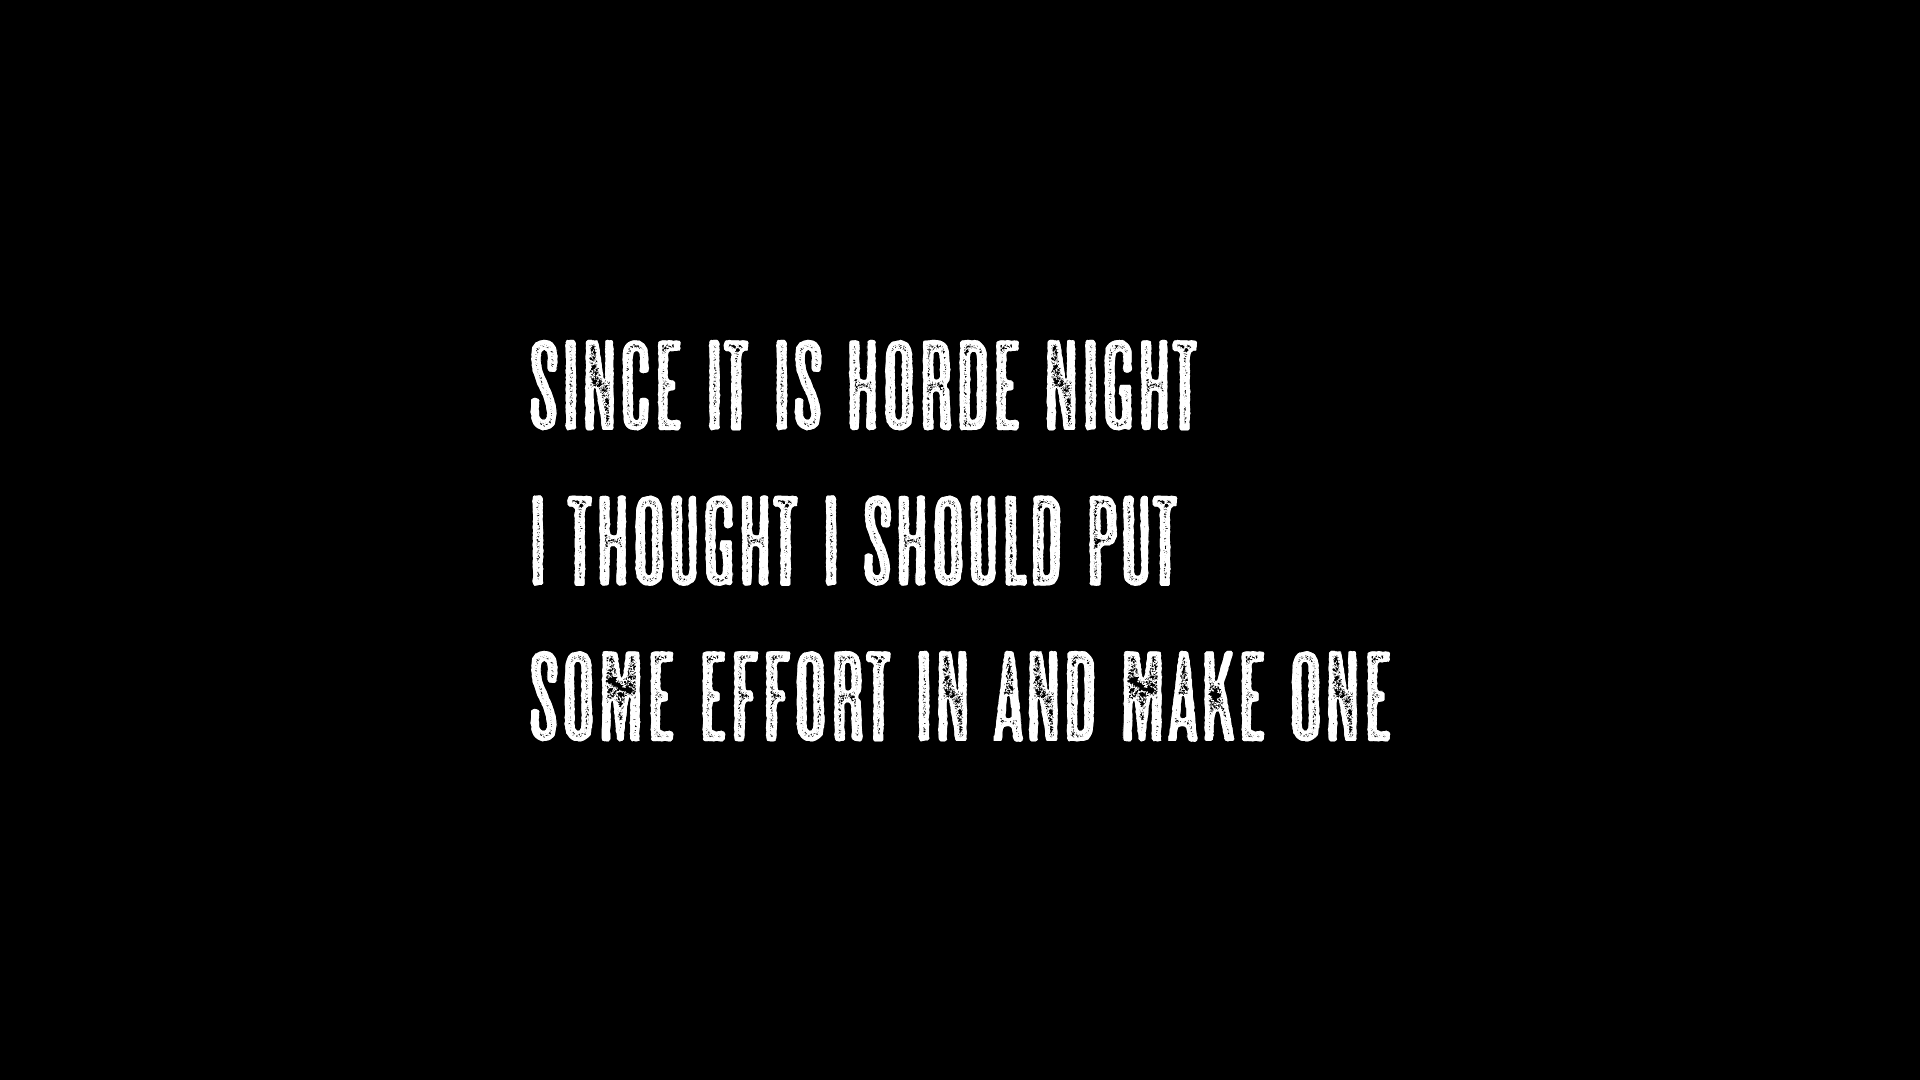 SINCE IT IS HORDE NIGHT
I THOUGHT I SHOULD PUT
SOME EFFORT IN AND MAKE ONE